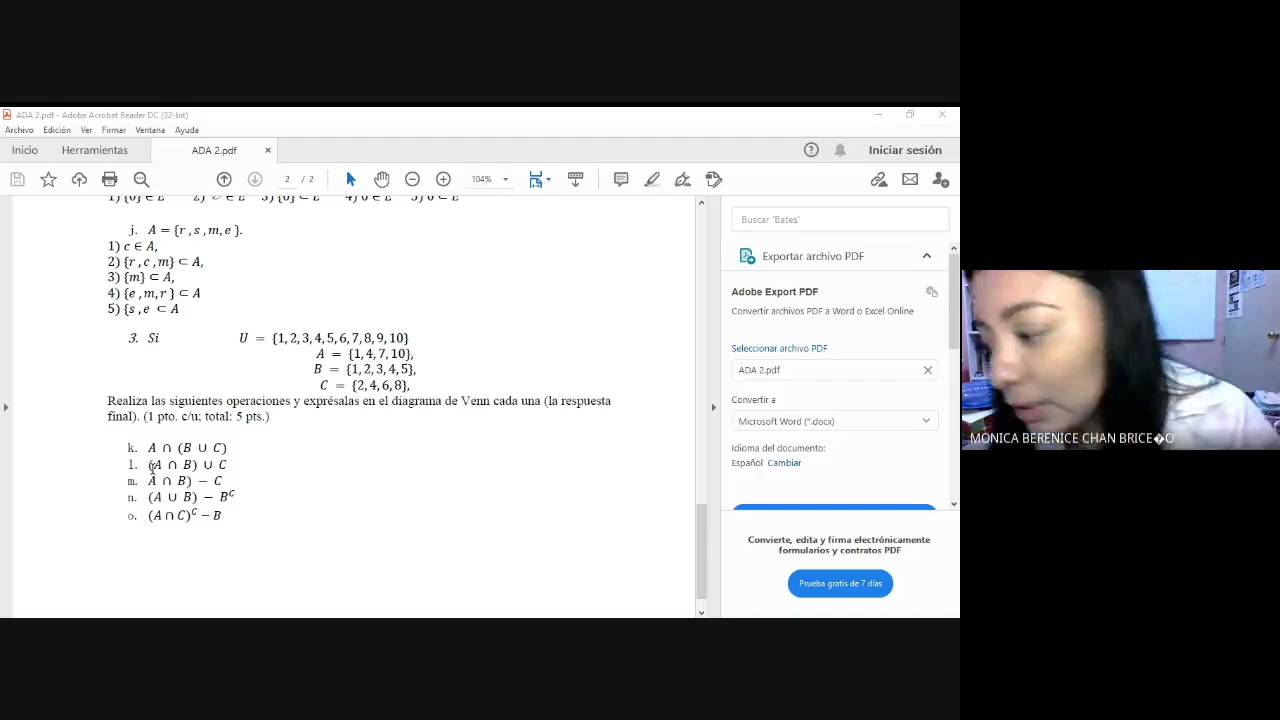 ADA 2.pdf - Adobe Acrobat Reader DC (32-bit)
Archivo Edición Ver Firmar Ventana Ayuda
Inicio Herramientas ADA 2.pdf × Iniciar sesión
2 / 2 104%
j. A = {r , s , m, e }.
1) c ∈ A,
2) {r , c , m} ⊂ A,
3) {m} ⊂ A,
4) {e , m, r } ⊂ A
5) {s , e ⊂ A
3. Si U = {1, 2, 3, 4, 5, 6, 7, 8, 9, 10}
A = {1, 4, 7, 10},
B = {1, 2, 3, 4, 5},
C = {2, 4, 6, 8},
Realiza las siguientes operaciones y exprésalas en el diagrama de Venn cada una (la respuesta
final). (1 pto. c/u; total: 5 pts.)
k. A ∩ (B ∪ C)
l. (A ∩ B) ∪ C
m. A ∩ B) − C
n. (A ∪ B) − Bᶜ
o. (A ∩ C)ᶜ − B
Buscar 'Bates'
Exportar archivo PDF
Adobe Export PDF
Convertir archivos PDF a Word o Excel Online
Seleccionar archivo PDF
ADA 2.pdf
Convertir a
Microsoft Word (*.docx)
Idioma del documento:
Español Cambiar
Convierte, edita y firma electrónicamente
formularios y contratos PDF
Prueba gratis de 7 días
MONICA BERENICE CHAN BRICE�O